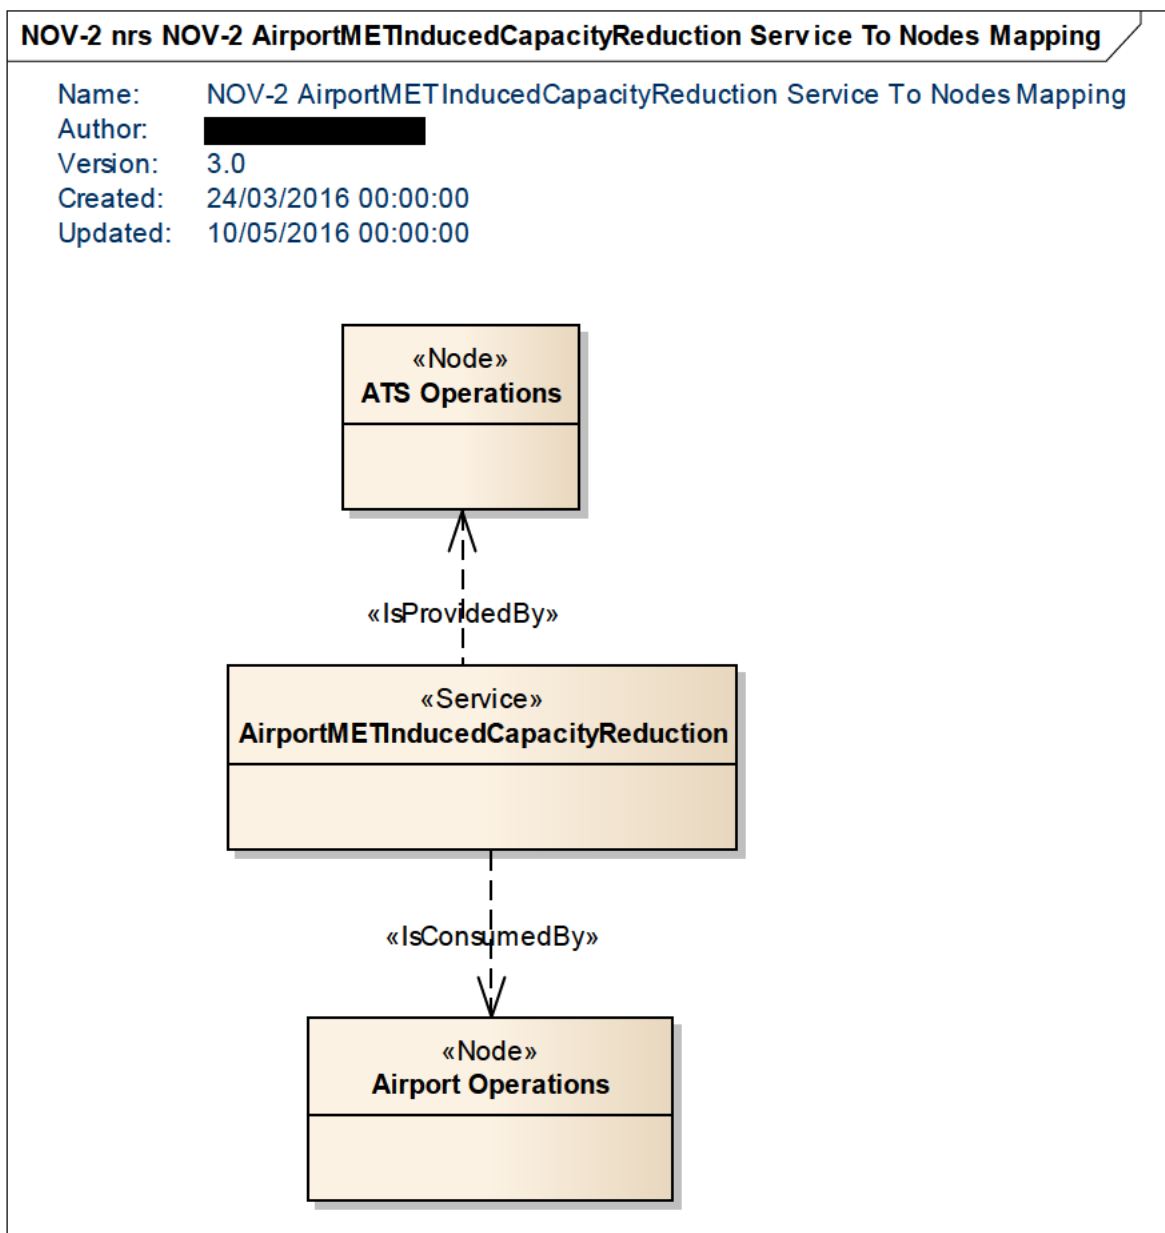 NOV-2 nrs NOV-2 AirportMETInducedCapacityReduction Service To Nodes Mapping
Name: NOV-2 AirportMETInducedCapacityReduction Service To Nodes Mapping
Author:
Version: 3.0
Created: 24/03/2016 00:00:00
Updated: 10/05/2016 00:00:00
«Node»
ATS Operations
«IsProvidedBy»
«Service»
AirportMETInducedCapacityReduction
«IsConsumedBy»
«Node»
Airport Operations